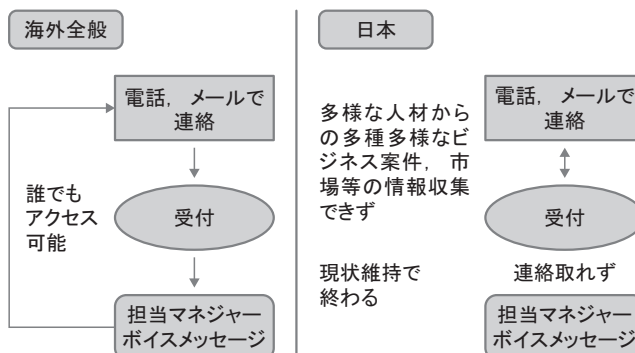 海外全般
電話，メールで
連絡
誰でも
アクセス
可能
受付
担当マネジャー
ボイスメッセージ
日本
多様な人材から
の多種多様なビ
ジネス案件，市
場等の情報収集
できず
現状維持で
終わる
電話，メールで
連絡
受付
連絡取れず
担当マネジャー
ボイスメッセージ